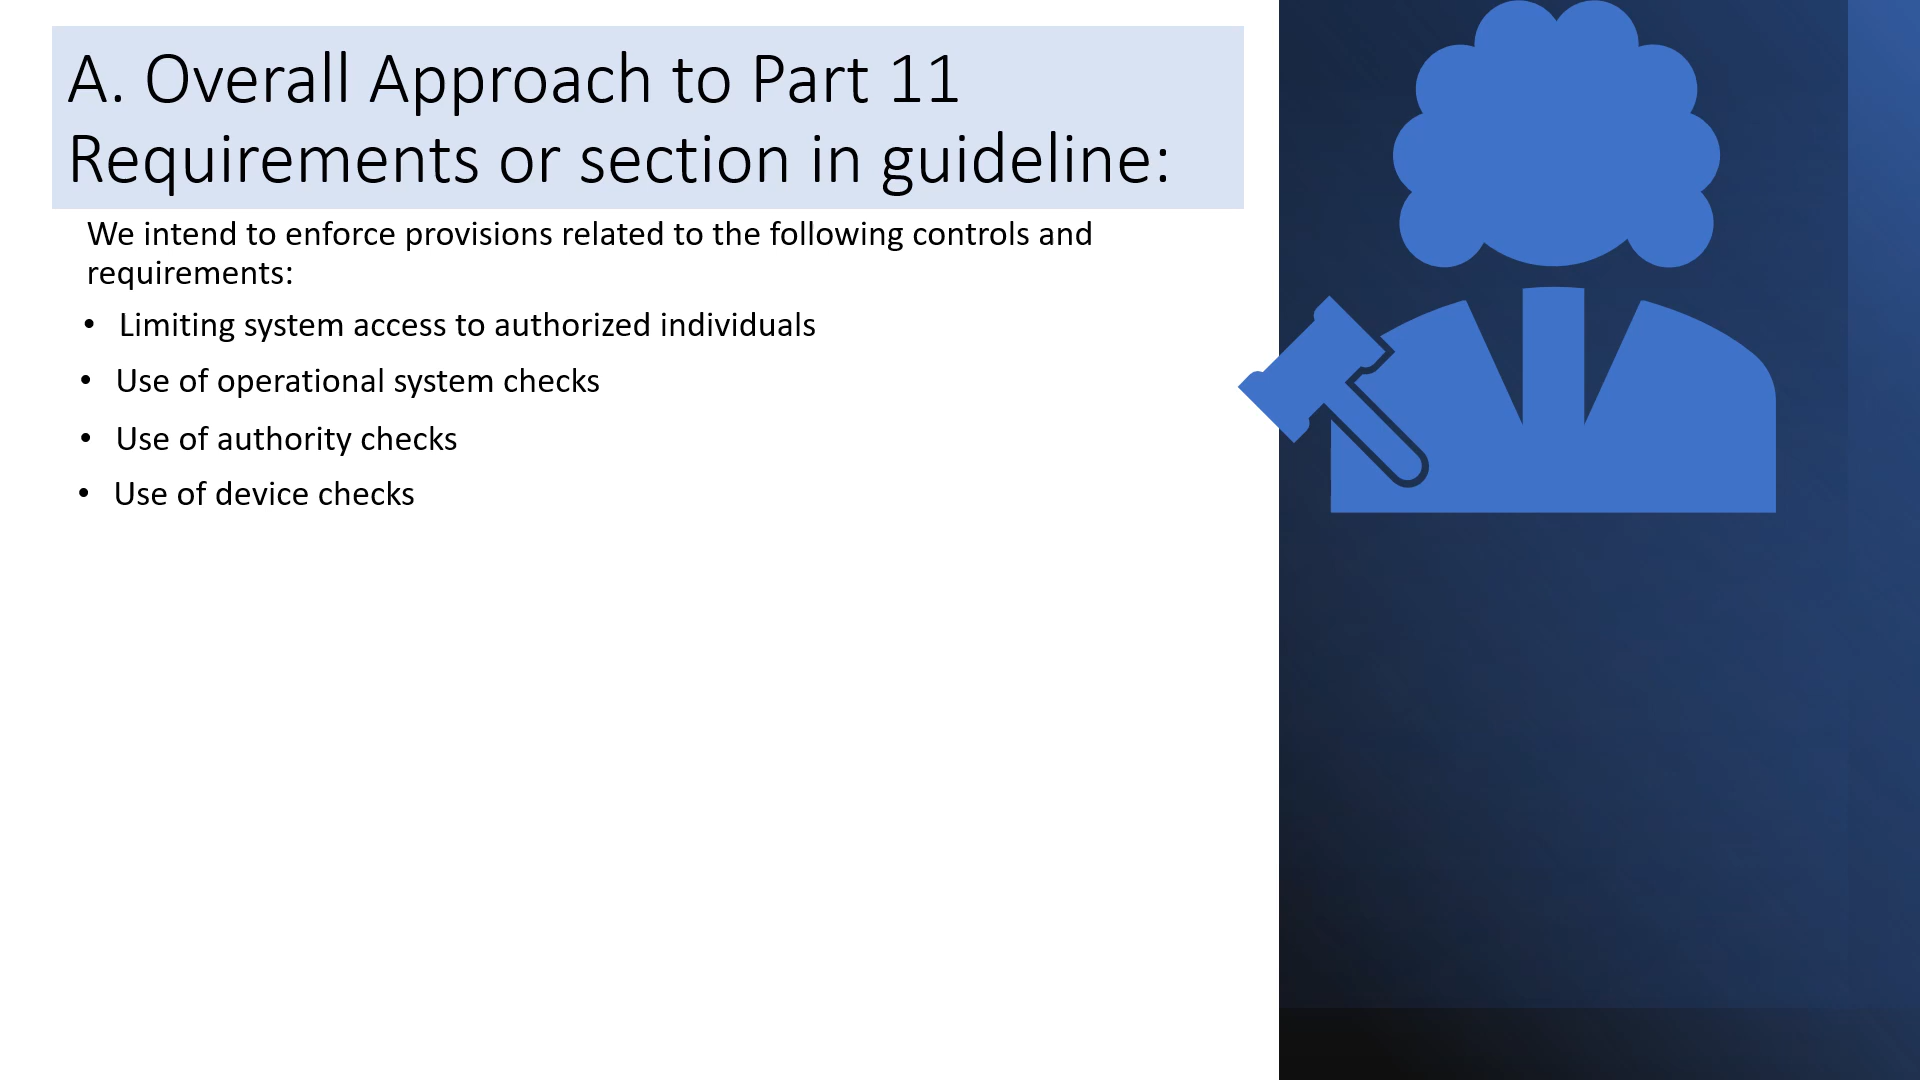 A. Overall Approach to Part 11
Requirements or section in guideline:
We intend to enforce provisions related to the following controls and
requirements:
• Limiting system access to authorized individuals
• Use of operational system checks
• Use of authority checks
• Use of device checks